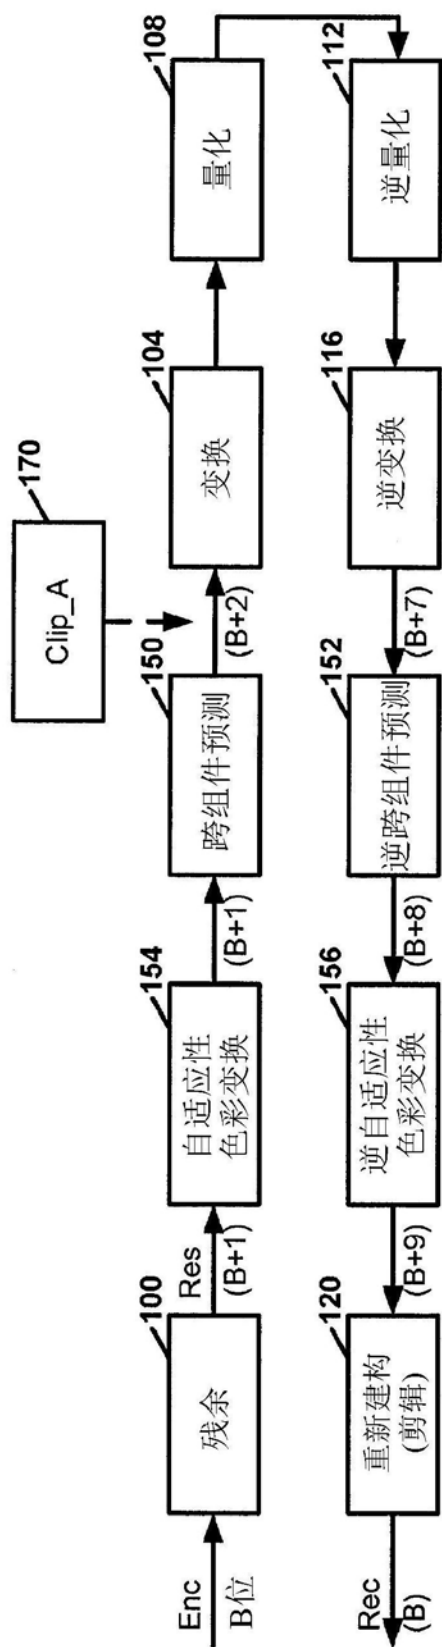 Enc
B位
残余
100
Res
(B+1)
自适应性
色彩变换
154
(B+1)
跨组件预测
150
(B+2)
Clip_A
170
变换
104
量化
108
逆量化
112
逆变换
116
(B+7)
逆跨组件预测
152
(B+8)
逆自适应性
色彩变换
156
(B+9)
重新建构
(剪辑)
120
Rec
(B)